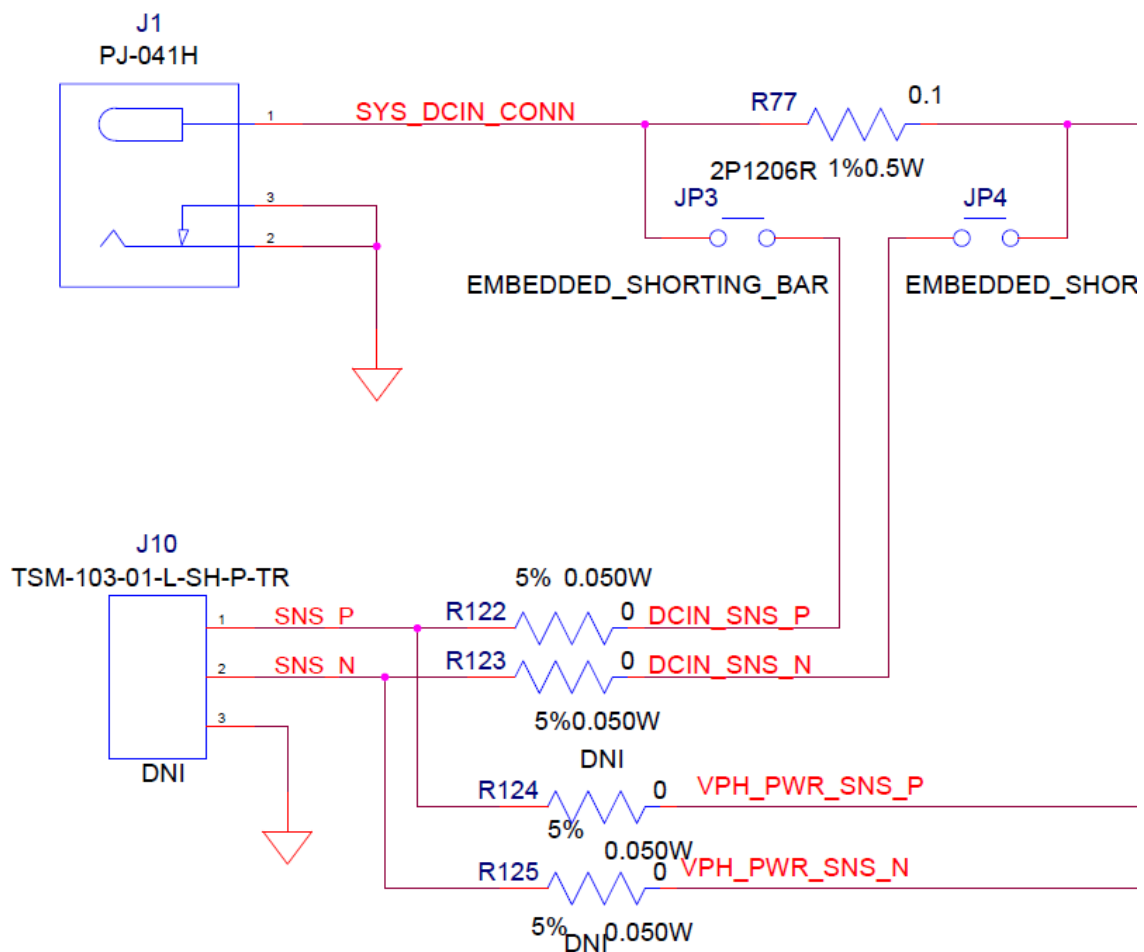 J1
PJ-041H
1
SYS_DCIN_CONN
R77
0.1
2P1206R
1%0.5W
3
JP3
JP4
2
EMBEDDED_SHORTING_BAR
EMBEDDED_SHOR
J10
TSM-103-01-L-SH-P-TR
5% 0.050W
1
SNS_P
R122
0
DCIN_SNS_P
2
SNS_N
R123
0
DCIN_SNS_N
3
5%0.050W
DNI
DNI
R124
0
VPH_PWR_SNS_P
5%
0.050W
R125
0
VPH_PWR_SNS_N
5%
0.050W
DNI